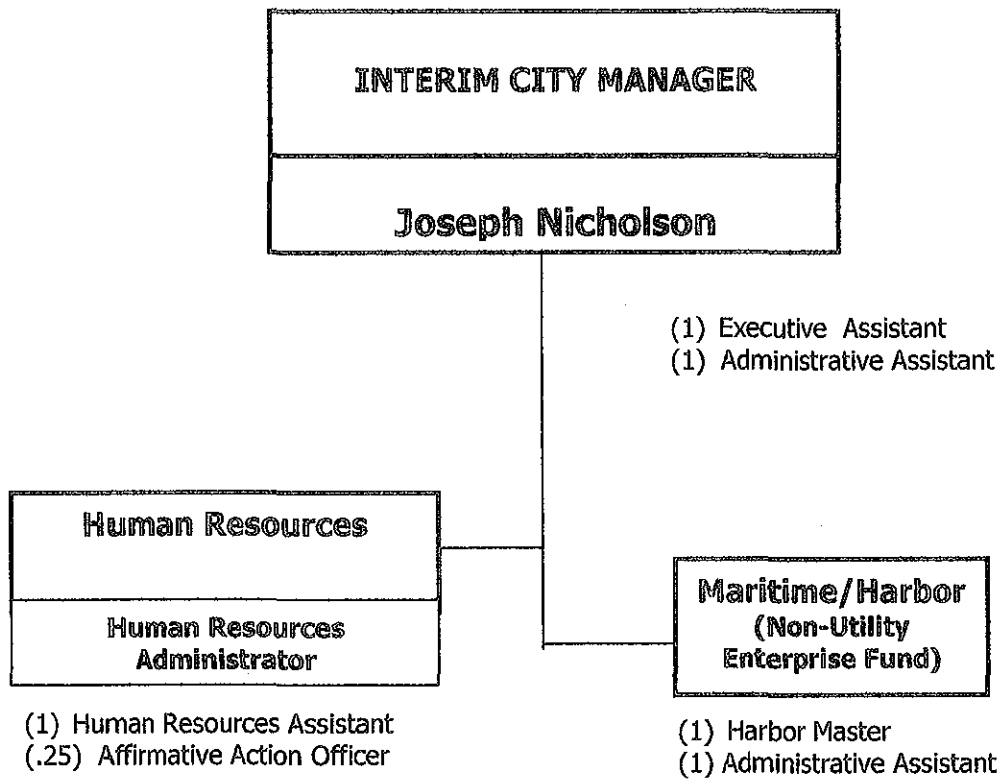 INTERIM CITY MANAGER
Joseph Nicholson
(1) Executive Assistant
(1) Administrative Assistant
Human Resources
Human Resources
Administrator
(1) Human Resources Assistant
(.25) Affirmative Action Officer
Maritime/Harbor
(Non-Utility
Enterprise Fund)
(1) Harbor Master
(1) Administrative Assistant